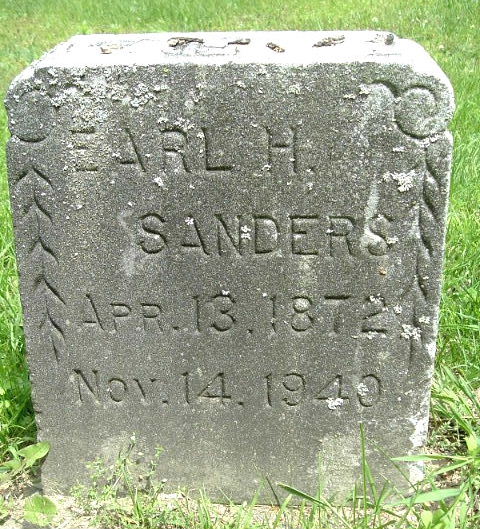 EARL H.
SANDERS
APR. 13, 1872
NOV. 14, 1940